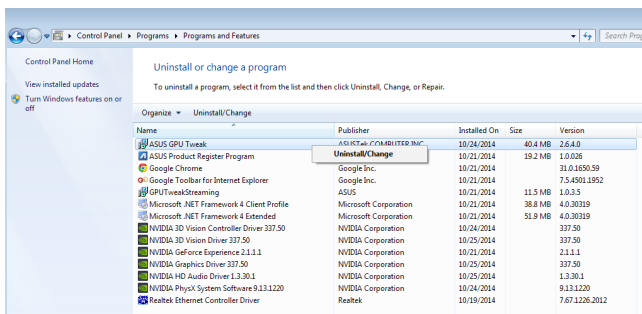 Control Panel ▸ Programs ▸ Programs and Features
Search Prog
Control Panel Home
View installed updates
Turn Windows features on or
off
Uninstall or change a program
To uninstall a program, select it from the list and then click Uninstall, Change, or Repair.
Organize Uninstall/Change
Name Publisher Installed On Size Version
ASUS GPU Tweak ASUSTek COMPUTER INC. 10/24/2014 40.4 MB 2.6.4.0
Uninstall/Change
ASUS Product Register Program 10/21/2014 19.2 MB 1.0.026
Google Chrome Google Inc. 10/21/2014 31.0.1650.59
Google Toolbar for Internet Explorer Google Inc. 10/21/2014 7.5.4501.1952
GPUTweakStreaming ASUS 10/21/2014 11.5 MB 1.0.3.5
Microsoft .NET Framework 4 Client Profile Microsoft Corporation 10/21/2014 38.8 MB 4.0.30319
Microsoft .NET Framework 4 Extended Microsoft Corporation 10/21/2014 51.9 MB 4.0.30319
NVIDIA 3D Vision Controller Driver 337.50 NVIDIA Corporation 10/24/2014 337.50
NVIDIA 3D Vision Driver 337.50 NVIDIA Corporation 10/25/2014 337.50
NVIDIA GeForce Experience 2.1.1.1 NVIDIA Corporation 10/21/2014 2.1.1.1
NVIDIA Graphics Driver 337.50 NVIDIA Corporation 10/25/2014 337.50
NVIDIA HD Audio Driver 1.3.30.1 NVIDIA Corporation 10/25/2014 1.3.30.1
NVIDIA PhysX System Software 9.13.1220 NVIDIA Corporation 10/24/2014 9.13.1220
Realtek Ethernet Controller Driver Realtek 10/19/2014 7.67.1226.2012